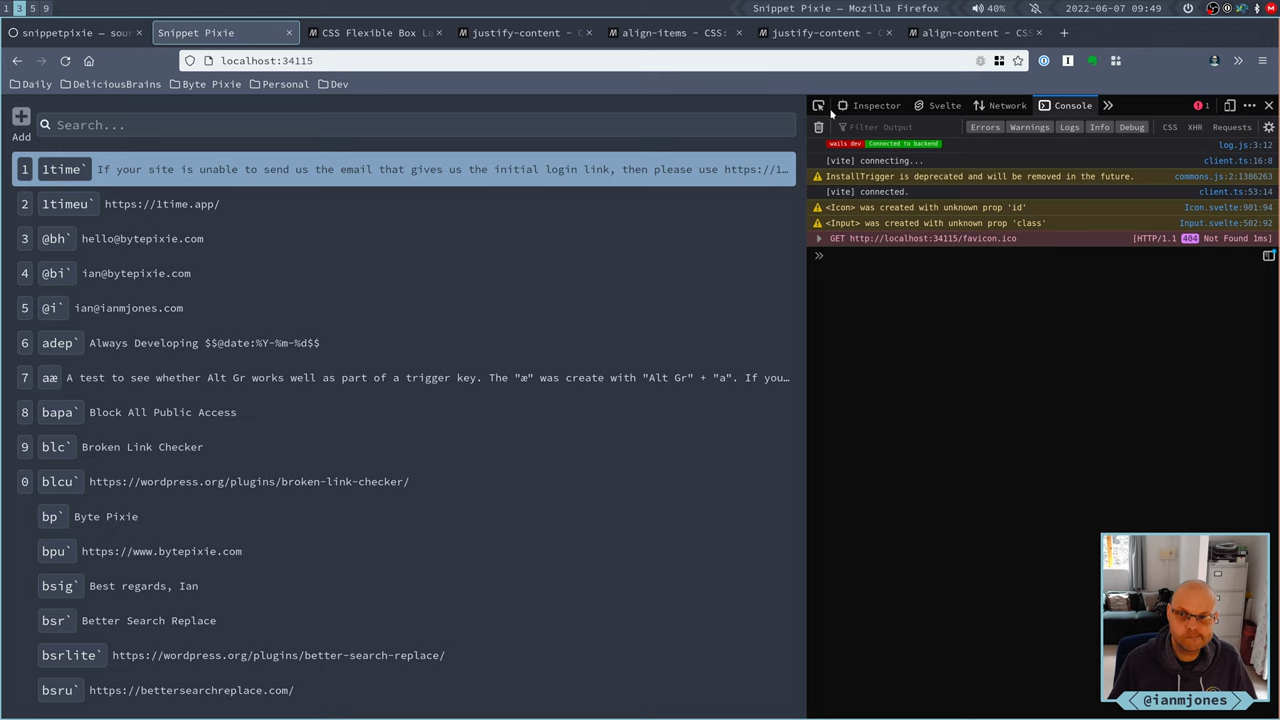 1 3 5 9
Snippet Pixie — Mozilla Firefox
40%
2022-06-07 09:49
snippetpixie — sour
Snippet Pixie
CSS Flexible Box La
justify-content - CS
align-items - CSS:
justify-content - CS
align-content - CSS
localhost:34115
Daily
DeliciousBrains
Byte Pixie
Personal
Dev
Add
Search...
1 1time` If your site is unable to send us the email that gives us the initial login link, then please use https://1…
2 1timeu` https://1time.app/
3 @bh` hello@bytepixie.com
4 @bi` ian@bytepixie.com
5 @i` ian@ianmjones.com
6 adep` Always Developing $$@date:%Y-%m-%d$$
7 aæ A test to see whether Alt Gr works well as part of a trigger key. The "æ" was create with "Alt Gr" + "a". If you…
8 bapa` Block All Public Access
9 blc` Broken Link Checker
0 blcu` https://wordpress.org/plugins/broken-link-checker/
bp` Byte Pixie
bpu` https://www.bytepixie.com
bsig` Best regards, Ian
bsr` Better Search Replace
bsrlite` https://wordpress.org/plugins/better-search-replace/
bsru` https://bettersearchreplace.com/
Inspector
Svelte
Network
Console
1
Filter Output
Errors
Warnings
Logs
Info
Debug
CSS
XHR
Requests
wails dev Connected to backend log.js:3:12
[vite] connecting... client.ts:16:8
InstallTrigger is deprecated and will be removed in the future. commons.js:2:1386263
[vite] connected. client.ts:53:14
<Icon> was created with unknown prop 'id' Icon.svelte:901:94
<Input> was created with unknown prop 'class' Input.svelte:502:92
GET http://localhost:34115/favicon.ico [HTTP/1.1 404 Not Found 1ms]
@ianmjones